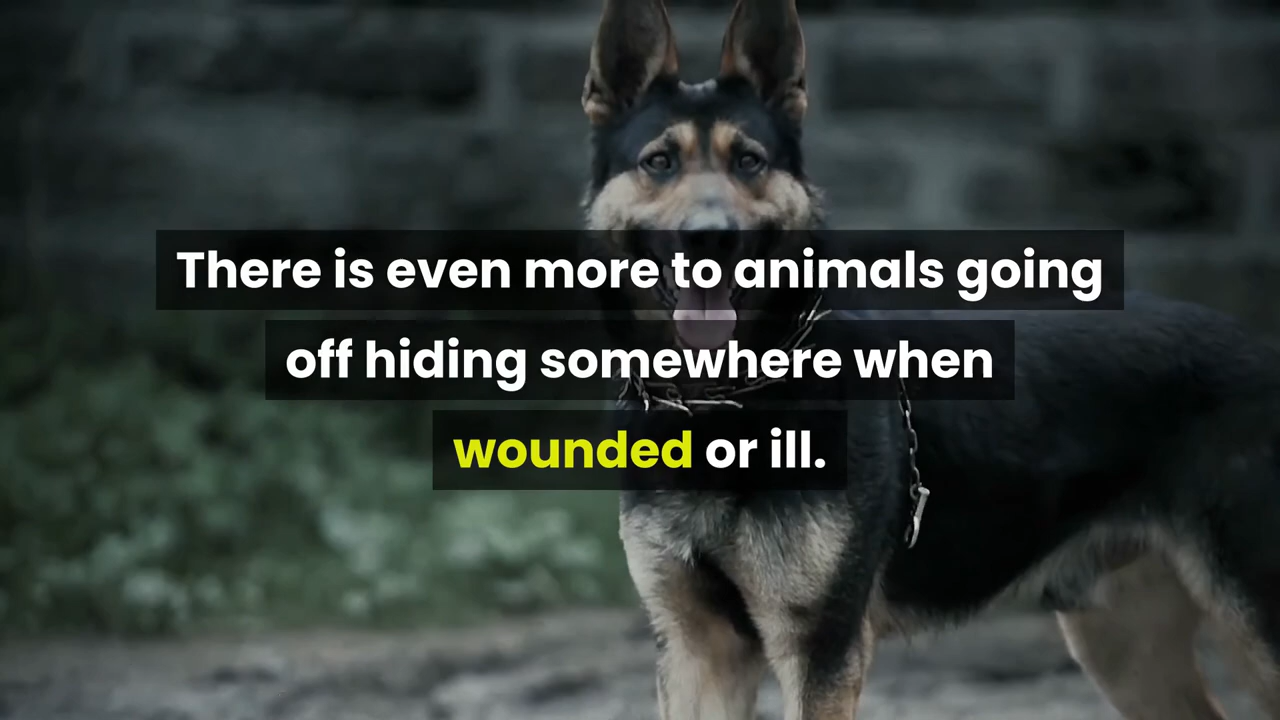 There is even more to animals going
off hiding somewhere when
wounded or ill.